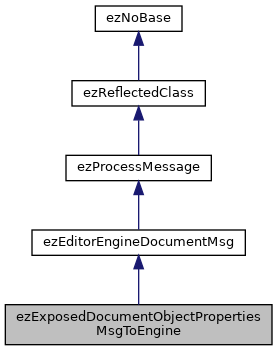 ezNoBase
ezReflectedClass
ezProcessMessage
ezEditorEngineDocumentMsg
ezExposedDocumentObjectProperties
MsgToEngine